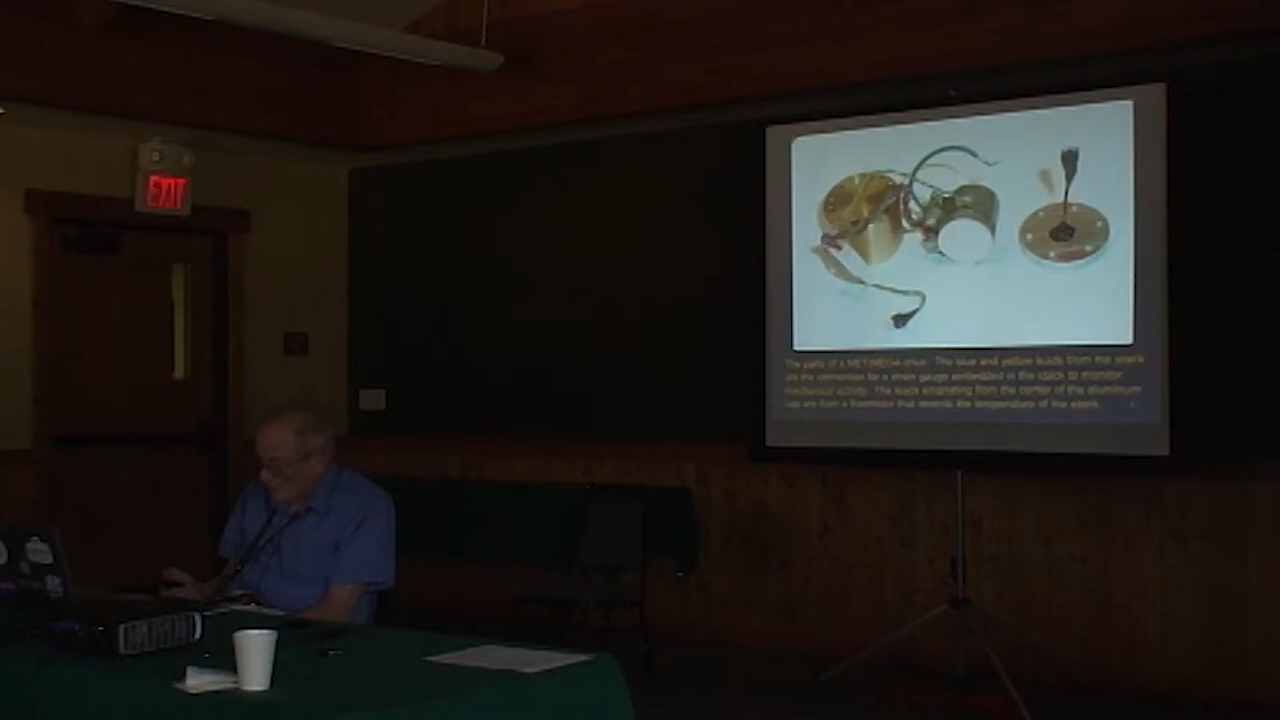 EXIT
The parts of a MET/MEGA drive. The blue and yellow leads from the stack
are the connection for a strain gauge embedded in the stack to monitor
mechanical activity. The leads emanating from the center of the aluminum
cap are from a thermistor that records the temperature of the stack.